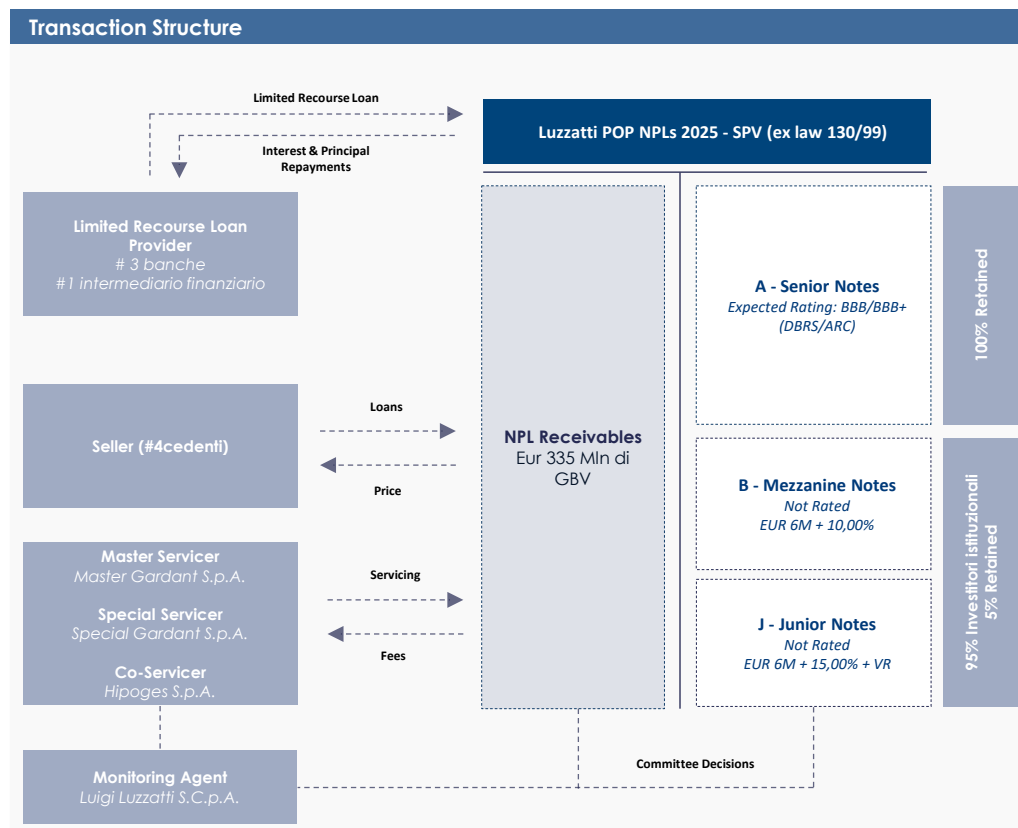 Transaction Structure
Limited Recourse Loan
Interest & Principal
Repayments
Luzzatti POP NPLs 2025 - SPV (ex law 130/99)
Limited Recourse Loan
Provider
# 3 banche
#1 intermediario finanziario
A - Senior Notes
Expected Rating: BBB/BBB+
(DBRS/ARC)
100% Retained
Seller (#4cedenti)
Loans
Price
NPL Receivables
Eur 335 Mln di
GBV
B - Mezzanine Notes
Not Rated
EUR 6M + 10,00%
95% Investitori istituzionali
5% Retained
Master Servicer
Master Gardant S.p.A.
Special Servicer
Special Gardant S.p.A.
Co-Servicer
Hipoges S.p.A.
Servicing
Fees
J - Junior Notes
Not Rated
EUR 6M + 15,00% + VR
Monitoring Agent
Luigi Luzzatti S.C.p.A.
Committee Decisions